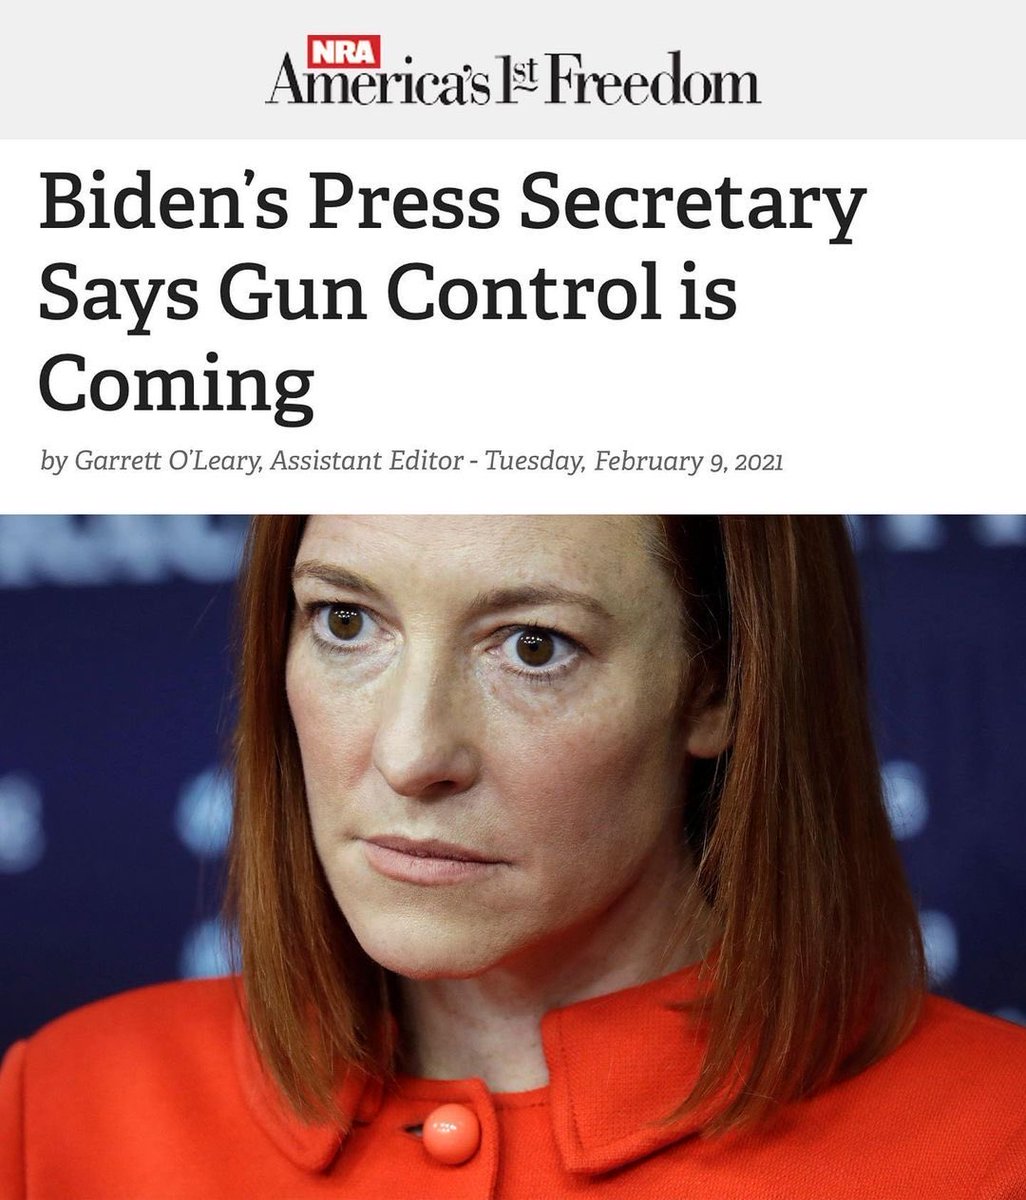 NRA
America's 1st Freedom
Biden’s Press Secretary
Says Gun Control is
Coming
by Garrett O’Leary, Assistant Editor - Tuesday, February 9, 2021